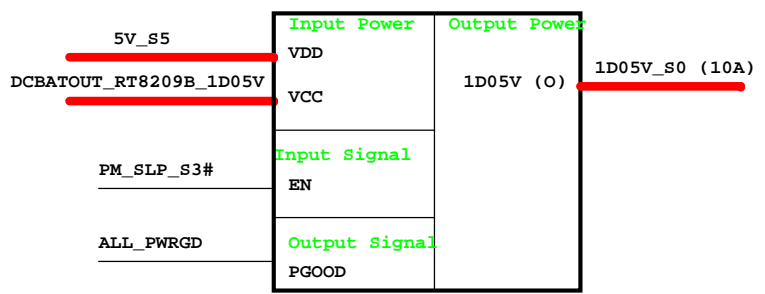 Input Power
Output Power
5V_S5
VDD
DCBATOUT_RT8209B_1D05V
VCC
1D05V (O)
1D05V_S0 (10A)
Input Signal
PM_SLP_S3#
EN
Output Signal
ALL_PWRGD
PGOOD